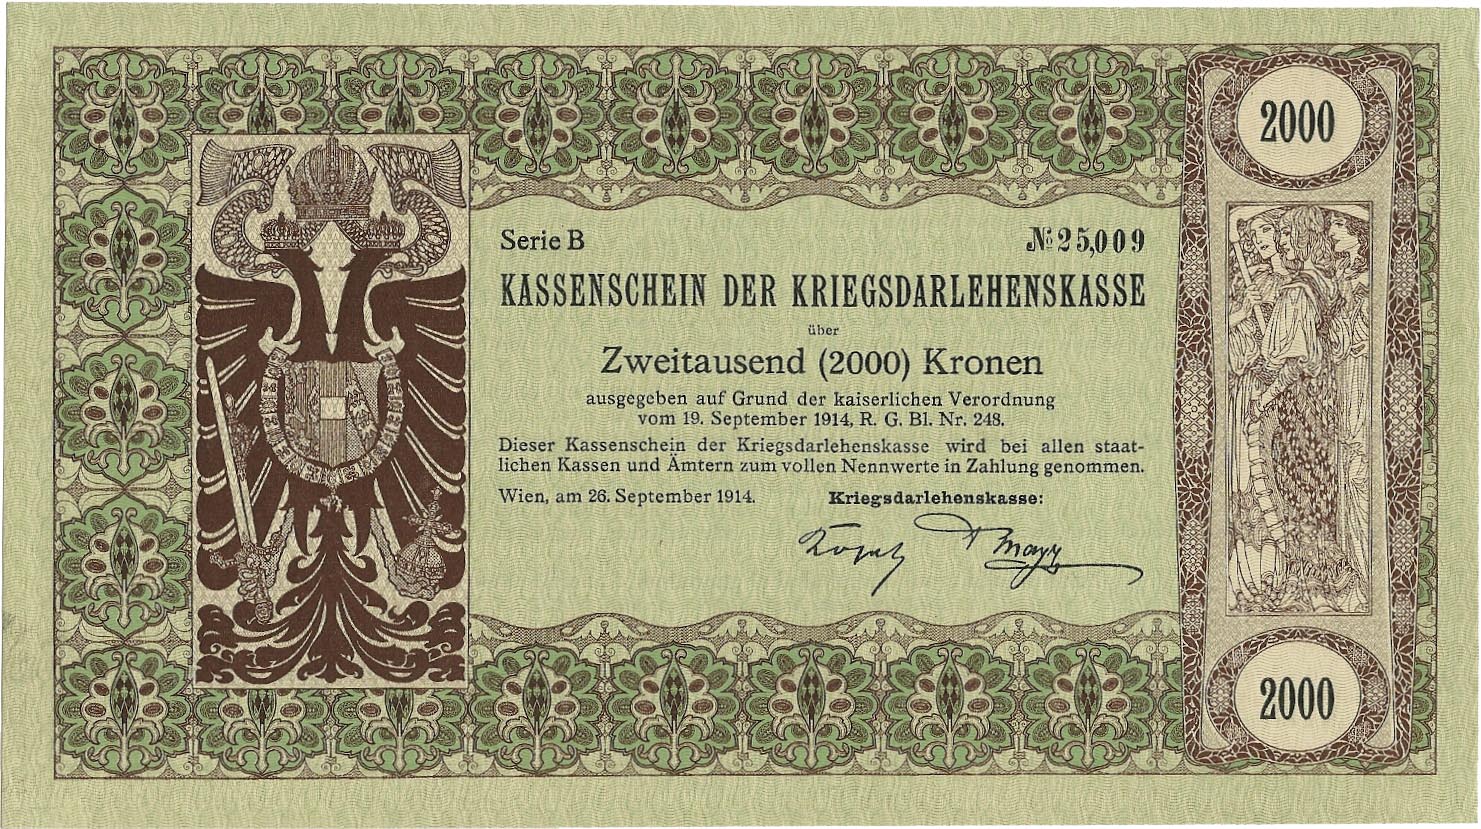 2000
Serie B
№ 25,009
KASSENSCHEIN DER KRIEGSDARLEHENSKASSE
über
Zweitausend (2000) Kronen
ausgegeben auf Grund der kaiserlichen Verordnung
vom 19. September 1914, R. G. Bl. Nr. 248.
Dieser Kassenschein der Kriegsdarlehenskasse wird bei allen staat-
lichen Kassen und Ämtern zum vollen Nennwerte in Zahlung genommen.
Wien, am 26. September 1914.
Kriegsdarlehenskasse:
2000